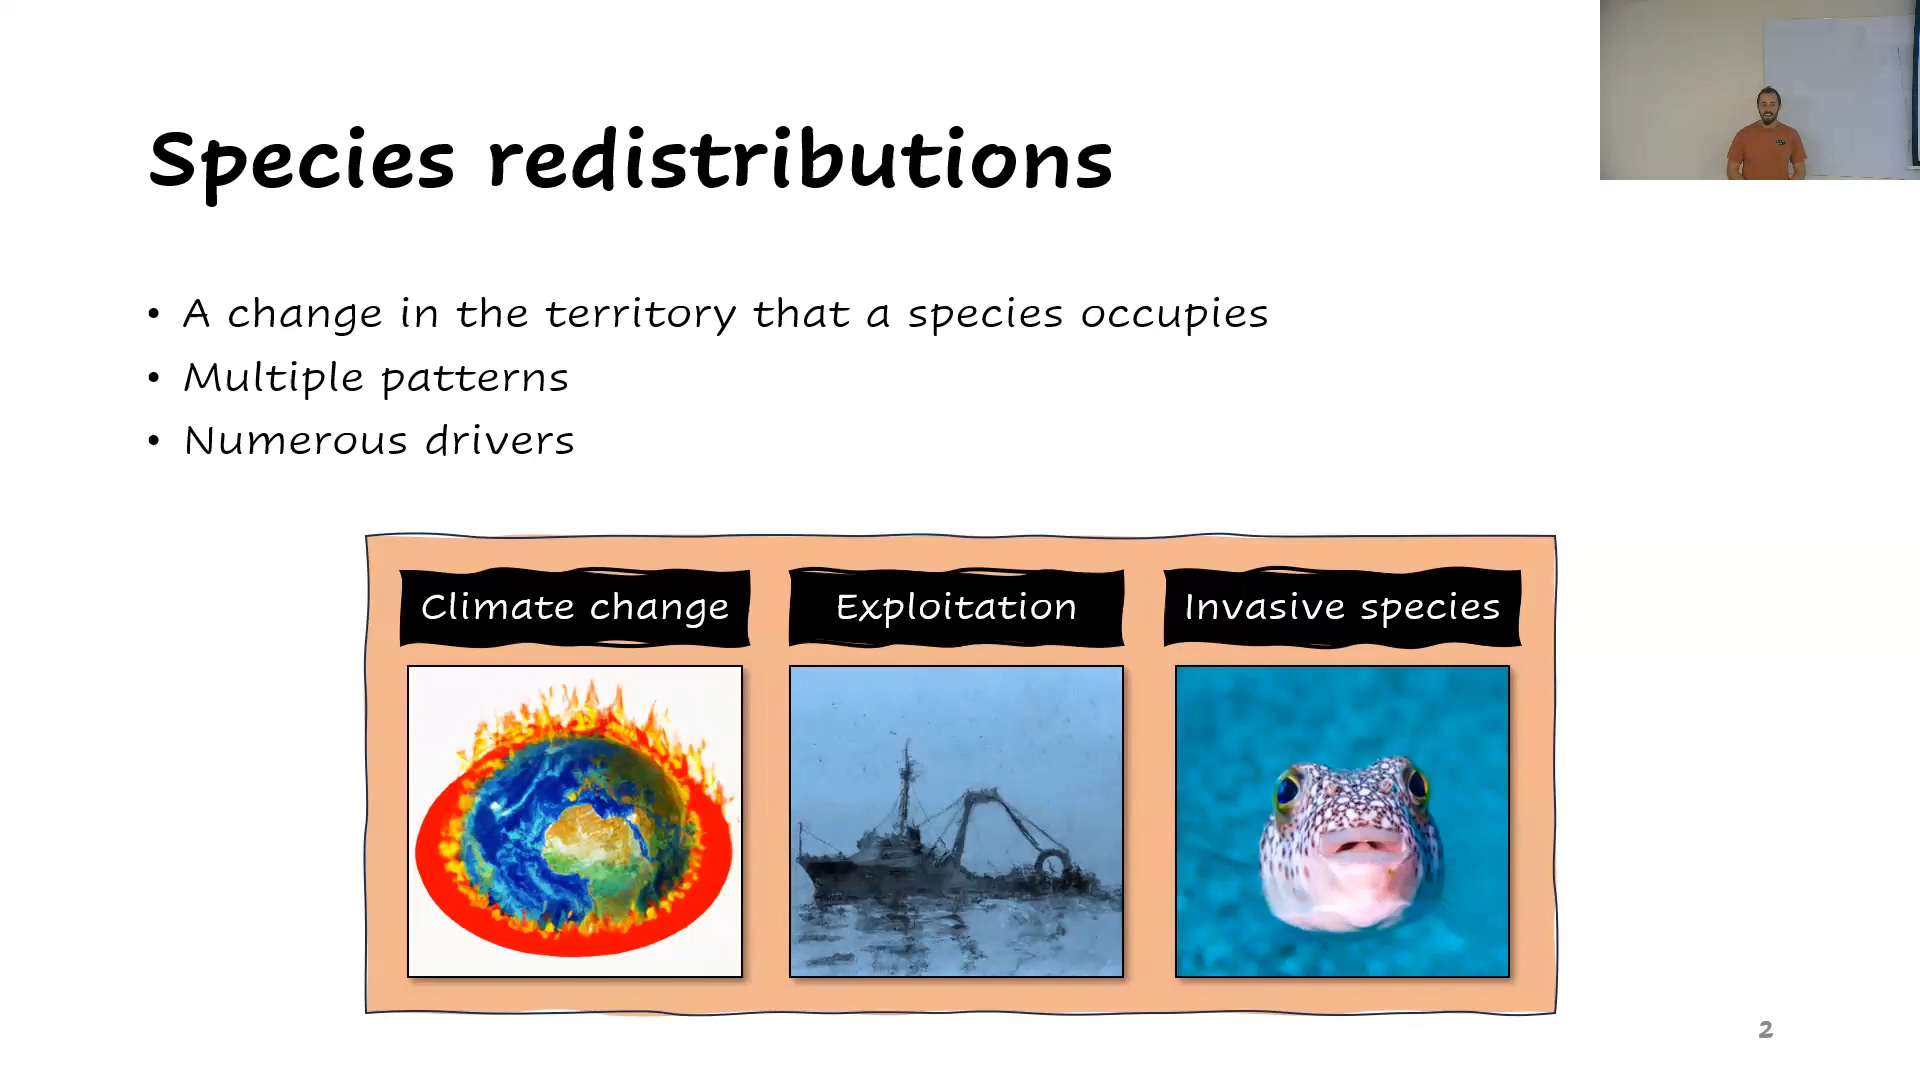 Species redistributions
• A change in the territory that a species occupies
• Multiple patterns
• Numerous drivers
Climate change
Exploitation
Invasive species
2